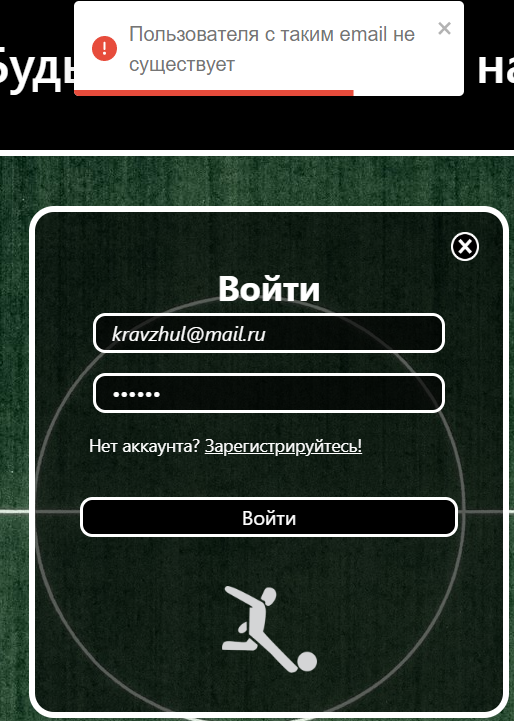 Пользователя с таким email не
существует
Войти
kravzhul@mail.ru
••••••
Нет аккаунта? Зарегистрируйтесь!
Войти